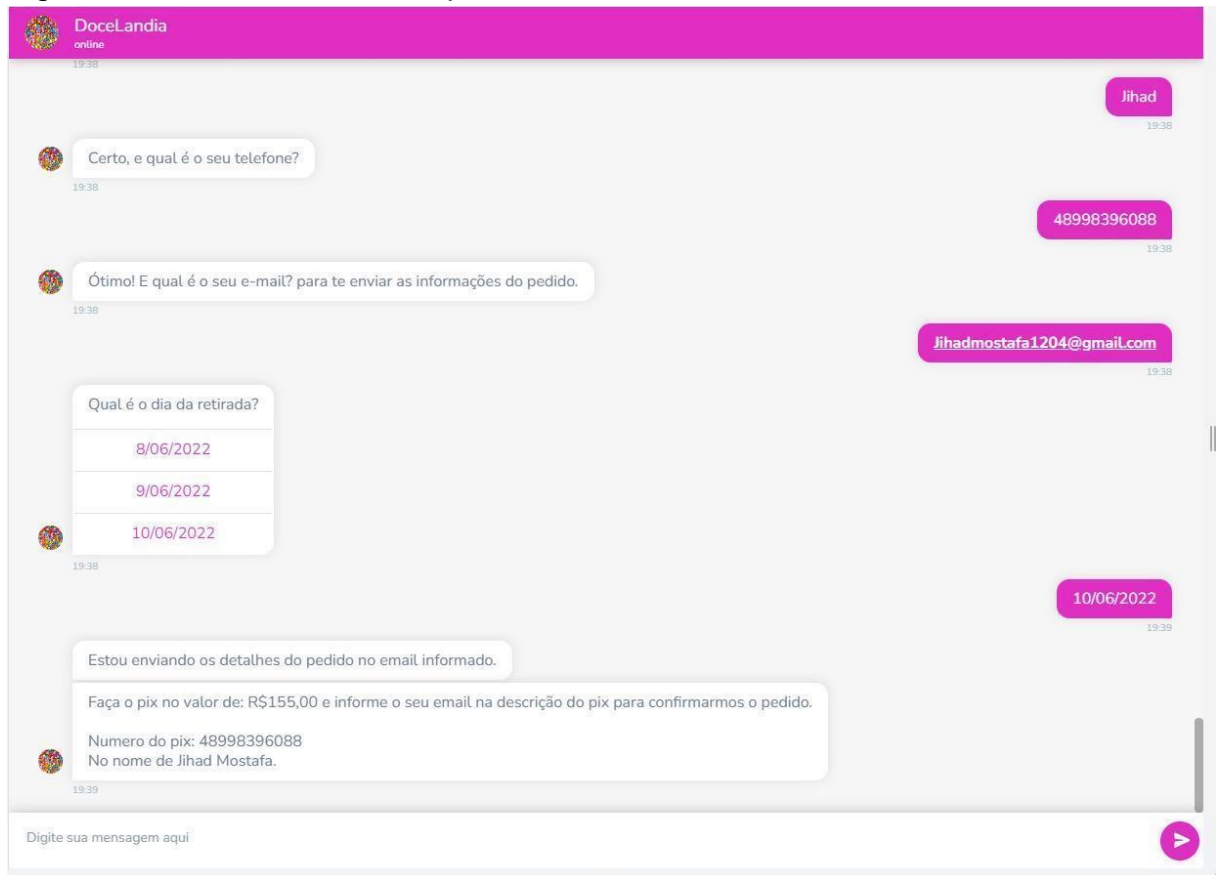 DoceLandia
online
19:38
Jihad
19:38
Certo, e qual é o seu telefone?
19:38
48998396088
19:38
Ótimo! E qual é o seu e-mail? para te enviar as informações do pedido.
19:38
Jihadmostafa1204@gmail.com
19:38
Qual é o dia da retirada?
8/06/2022
9/06/2022
10/06/2022
19:38
10/06/2022
19:39
Estou enviando os detalhes do pedido no email informado.
Faça o pix no valor de: R$155,00 e informe o seu email na descrição do pix para confirmarmos o pedido.
Numero do pix: 48998396088
No nome de Jihad Mostafa.
19:39
Digite sua mensagem aqui